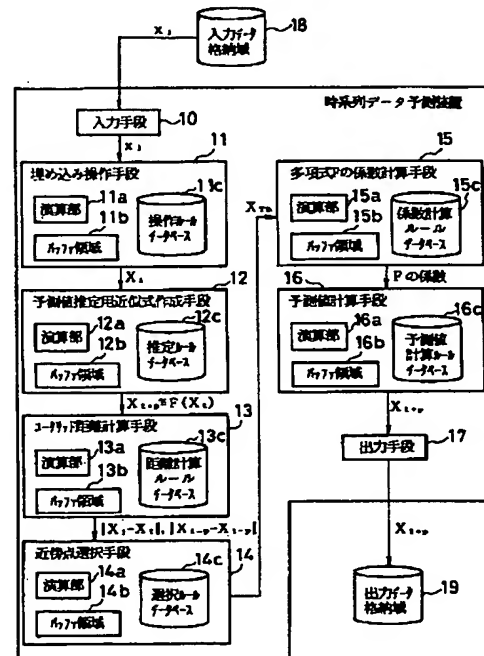 x_j
入力データ
格納域
18
時系列データ予測装置
入力手段
10
x_j
11
埋め込み操作手段
演算部
11a
11b
バッファ領域
11c
操作ルール
データベース
X_i
12
予測値推定用近似式作成手段
演算部
12a
12b
バッファ領域
12c
推定ルール
データベース
X_{i+p}≅F(X_i)
13
ユークリッド距離計算手段
演算部
13a
13b
バッファ領域
13c
距離計算
ルール
データベース
近傍点選択手段
14
演算部
14a
14b
バッファ領域
14c
選択ルール
データベース
15
多項式Fの係数計算手段
演算部
15a
15b
バッファ領域
15c
係数計算
ルール
データベース
Fの係数
16
予測値計算手段
演算部
16a
16b
バッファ領域
16c
予測値
計算ルール
データベース
X_{i+p}
17
出力手段
X_{i+p}
出力データ
格納域
19